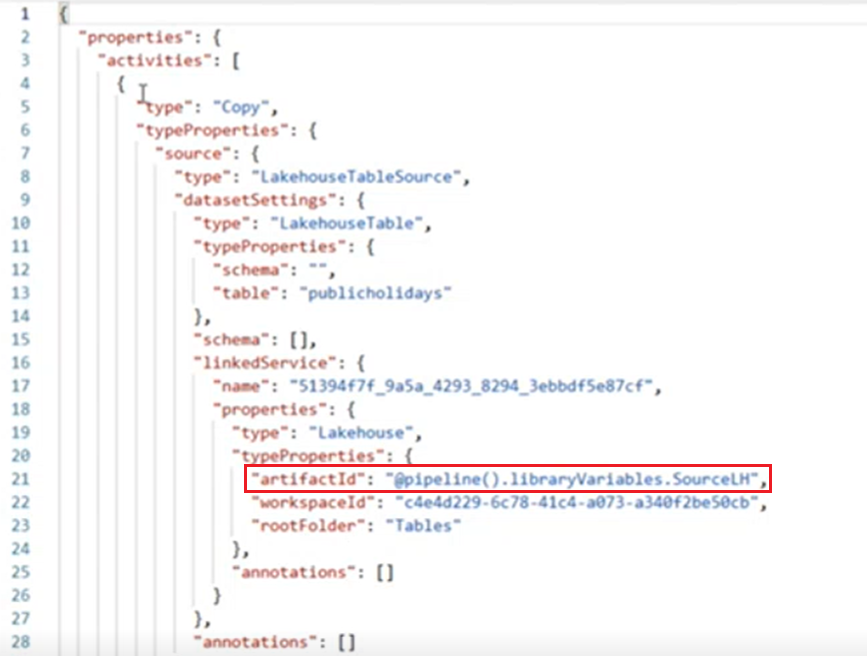 1 {
2 "properties": {
3 "activities": [
4 {
5 "type": "Copy",
6 "typeProperties": {
7 "source": {
8 "type": "LakehouseTableSource",
9 "datasetSettings": {
10 "type": "LakehouseTable",
11 "typeProperties": {
12 "schema": "",
13 "table": "publicholidays"
14 },
15 "schema": [],
16 "linkedService": {
17 "name": "51394f7f_9a5a_4293_8294_3ebbdf5e87cf",
18 "properties": {
19 "type": "Lakehouse",
20 "typeProperties": {
21 "artifactId": "@pipeline().libraryVariables.SourceLH",
22 "workspaceId": "c4e4d229-6c78-41c4-a073-a340f2be50cb",
23 "rootFolder": "Tables"
24 },
25 "annotations": []
26 }
27 },
28 "annotations": []